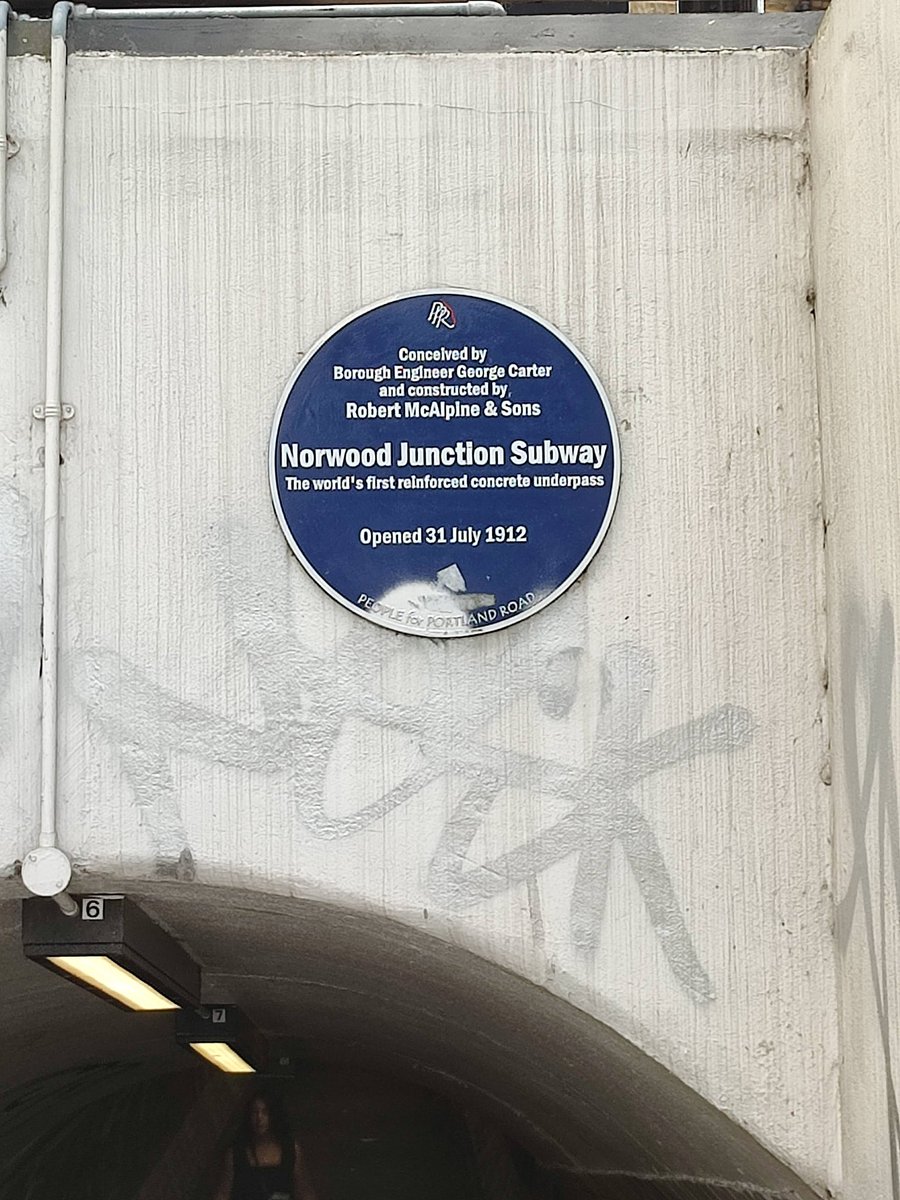 Conceived by
Borough Engineer George Carter
and constructed by
Robert McAlpine & Sons
Norwood Junction Subway
The world's first reinforced concrete underpass
Opened 31 July 1912
PEOPLE for PORTLAND ROAD
6
7